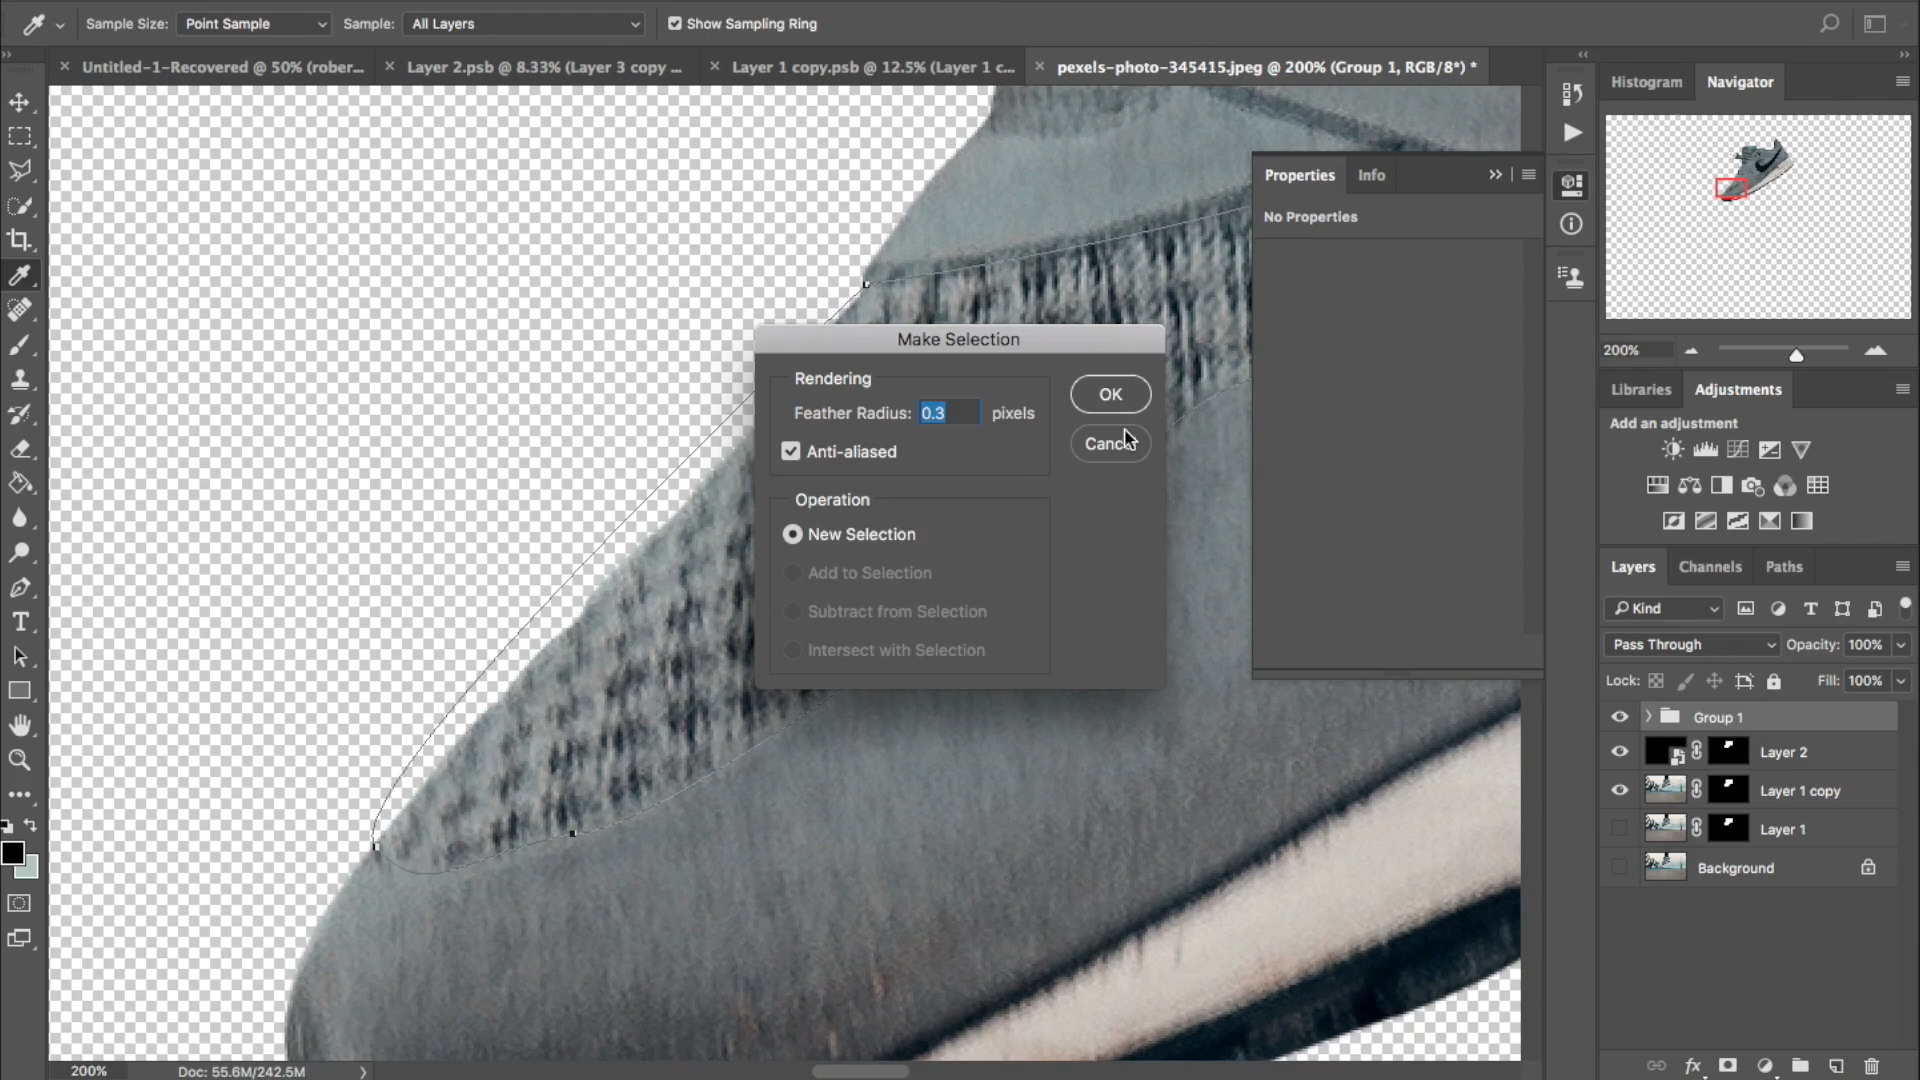 Sample Size: Point Sample Sample: All Layers Show Sampling Ring
Untitled-1-Recovered @ 50% (rober... Layer 2.psb @ 8.33% (Layer 3 copy ... Layer 1 copy.psb @ 12.5% (Layer 1 c... pexels-photo-345415.jpeg @ 200% (Group 1, RGB/8*) *
Histogram Navigator
Properties Info
No Properties
200%
Make Selection
Rendering
Feather Radius: 0.3 pixels
Anti-aliased
OK
Cancel
Operation
New Selection
Add to Selection
Subtract from Selection
Intersect with Selection
Libraries Adjustments
Add an adjustment
Layers Channels Paths
Kind
Pass Through Opacity: 100%
Lock: Fill: 100%
Group 1
Layer 2
Layer 1 copy
Layer 1
Background
200% Doc: 55.6M/242.5M